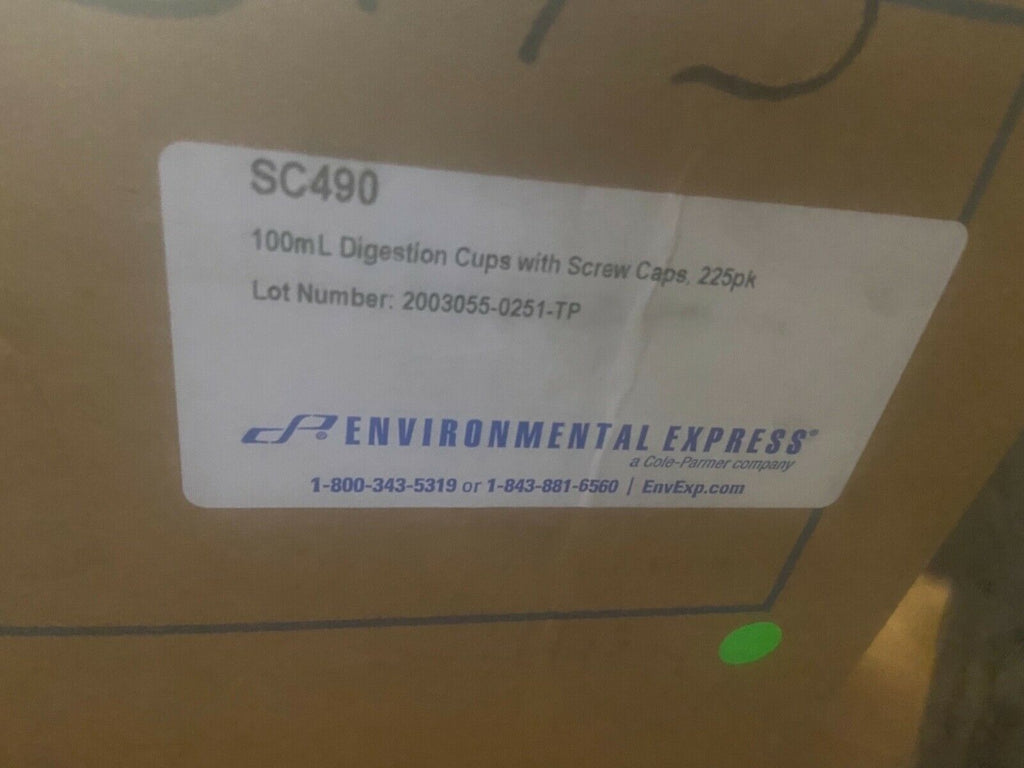 SC490
100mL Digestion Cups with Screw Caps, 225pk
Lot Number: 2003055-0251-TP
ENVIRONMENTAL EXPRESS®
a Cole-Parmer company
1-800-343-5319 or 1-843-881-6560 | EnvExp.com